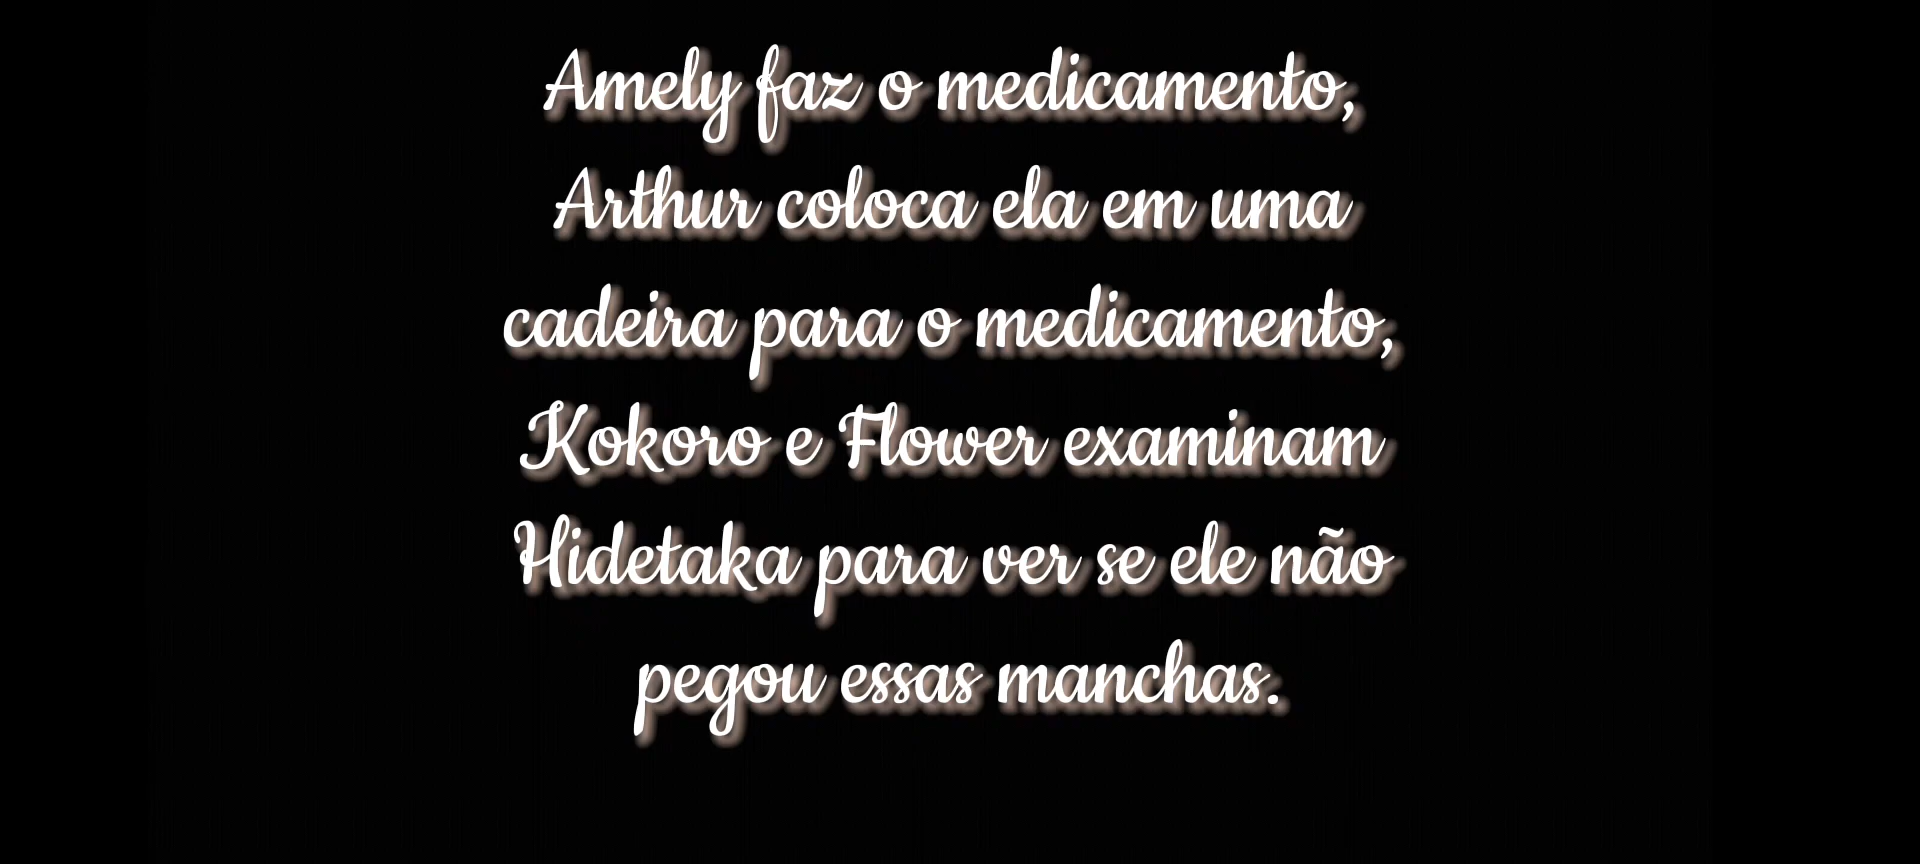 Amely faz o medicamento,
Arthur coloca ela em uma
cadeira para o medicamento,
Kokoro e Flower examinam
Hidetaka para ver se ele não
pegou essas manchas.